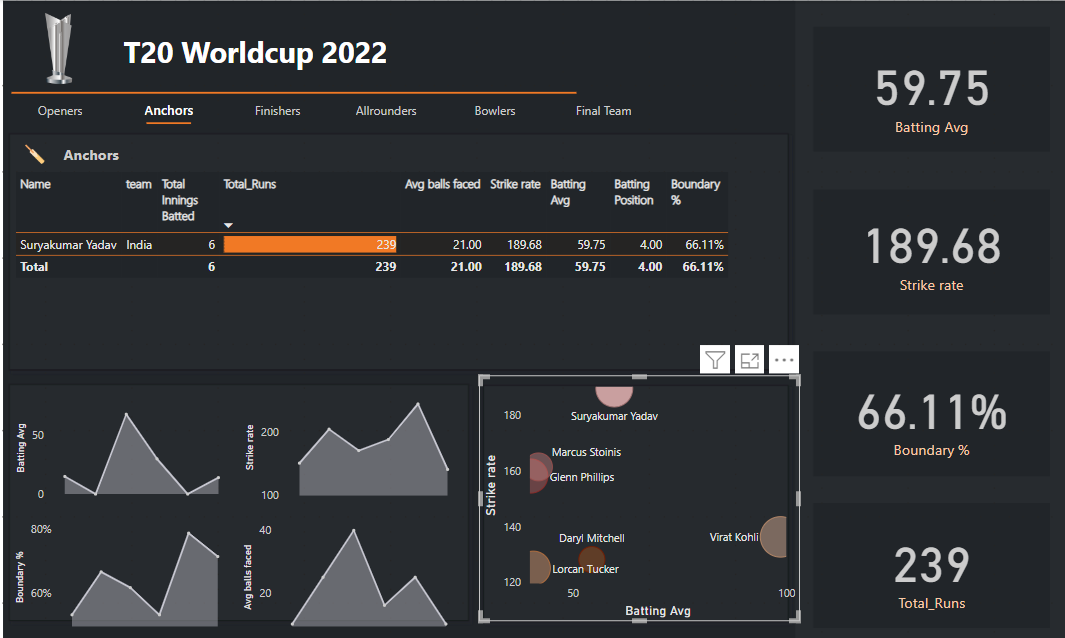 T20 Worldcup 2022
Openers Anchors Finishers Allrounders Bowlers Final Team
Anchors
Name team Total Innings Batted Total_Runs Avg balls faced Strike rate Batting Avg Batting Position Boundary %
Suryakumar Yadav India 6 239 21.00 189.68 59.75 4.00 66.11%
Total 6 239 21.00 189.68 59.75 4.00 66.11%
59.75
Batting Avg
189.68
Strike rate
66.11%
Boundary %
239
Total_Runs
Batting Avg
50
0
Strike rate
200
100
Boundary %
80%
60%
Avg balls faced
40
20
Strike rate
180
160
140
120
Suryakumar Yadav
Marcus Stoinis
Glenn Phillips
Daryl Mitchell
Virat Kohli
Lorcan Tucker
50 100
Batting Avg